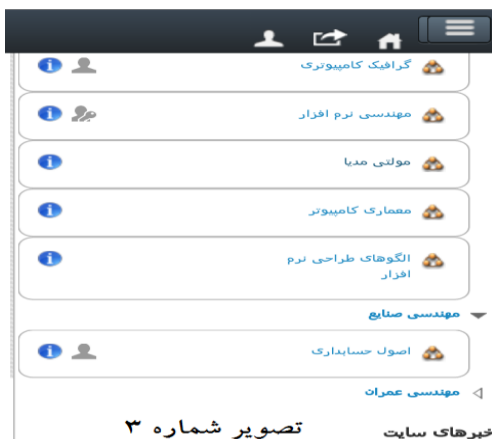 گرافیک کامپیوتری
مهندسی نرم افزار
مولتی مدیا
معماری کامپیوتر
الگوهای طراحی نرم
افزار
مهندسی صنایع
اصول حسابداری
مهندسی عمران
خبرهای سایت
تصویر شماره ۳